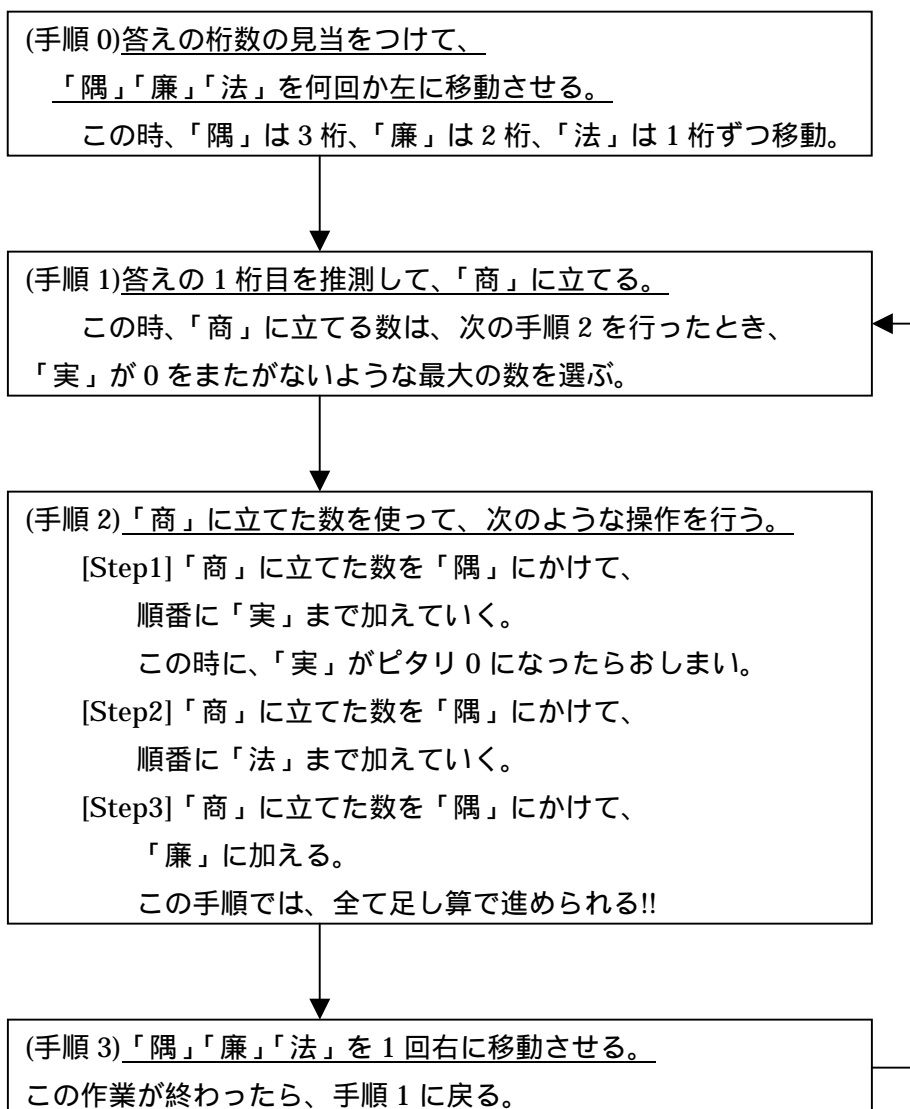 (手順 0)答えの桁数の見当をつけて、
「隅」「廉」「法」を何回か左に移動させる。
この時、「隅」は 3 桁、「廉」は 2 桁、「法」は 1 桁ずつ移動。
(手順 1)答えの 1 桁目を推測して、「商」に立てる。
この時、「商」に立てる数は、次の手順 2 を行ったとき、
「実」が 0 をまたがないような最大の数を選ぶ。
(手順 2)「商」に立てた数を使って、次のような操作を行う。
[Step1]「商」に立てた数を「隅」にかけて、
順番に「実」まで加えていく。
この時に、「実」がピタリ 0 になったらおしまい。
[Step2]「商」に立てた数を「隅」にかけて、
順番に「法」まで加えていく。
[Step3]「商」に立てた数を「隅」にかけて、
「廉」に加える。
この手順では、全て足し算で進められる!!
(手順 3)「隅」「廉」「法」を 1 回右に移動させる。
この作業が終わったら、手順 1 に戻る。